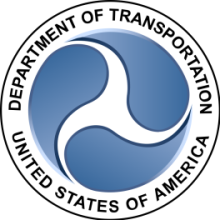 DEPARTMENT OF TRANSPORTATION
UNITED STATES OF AMERICA